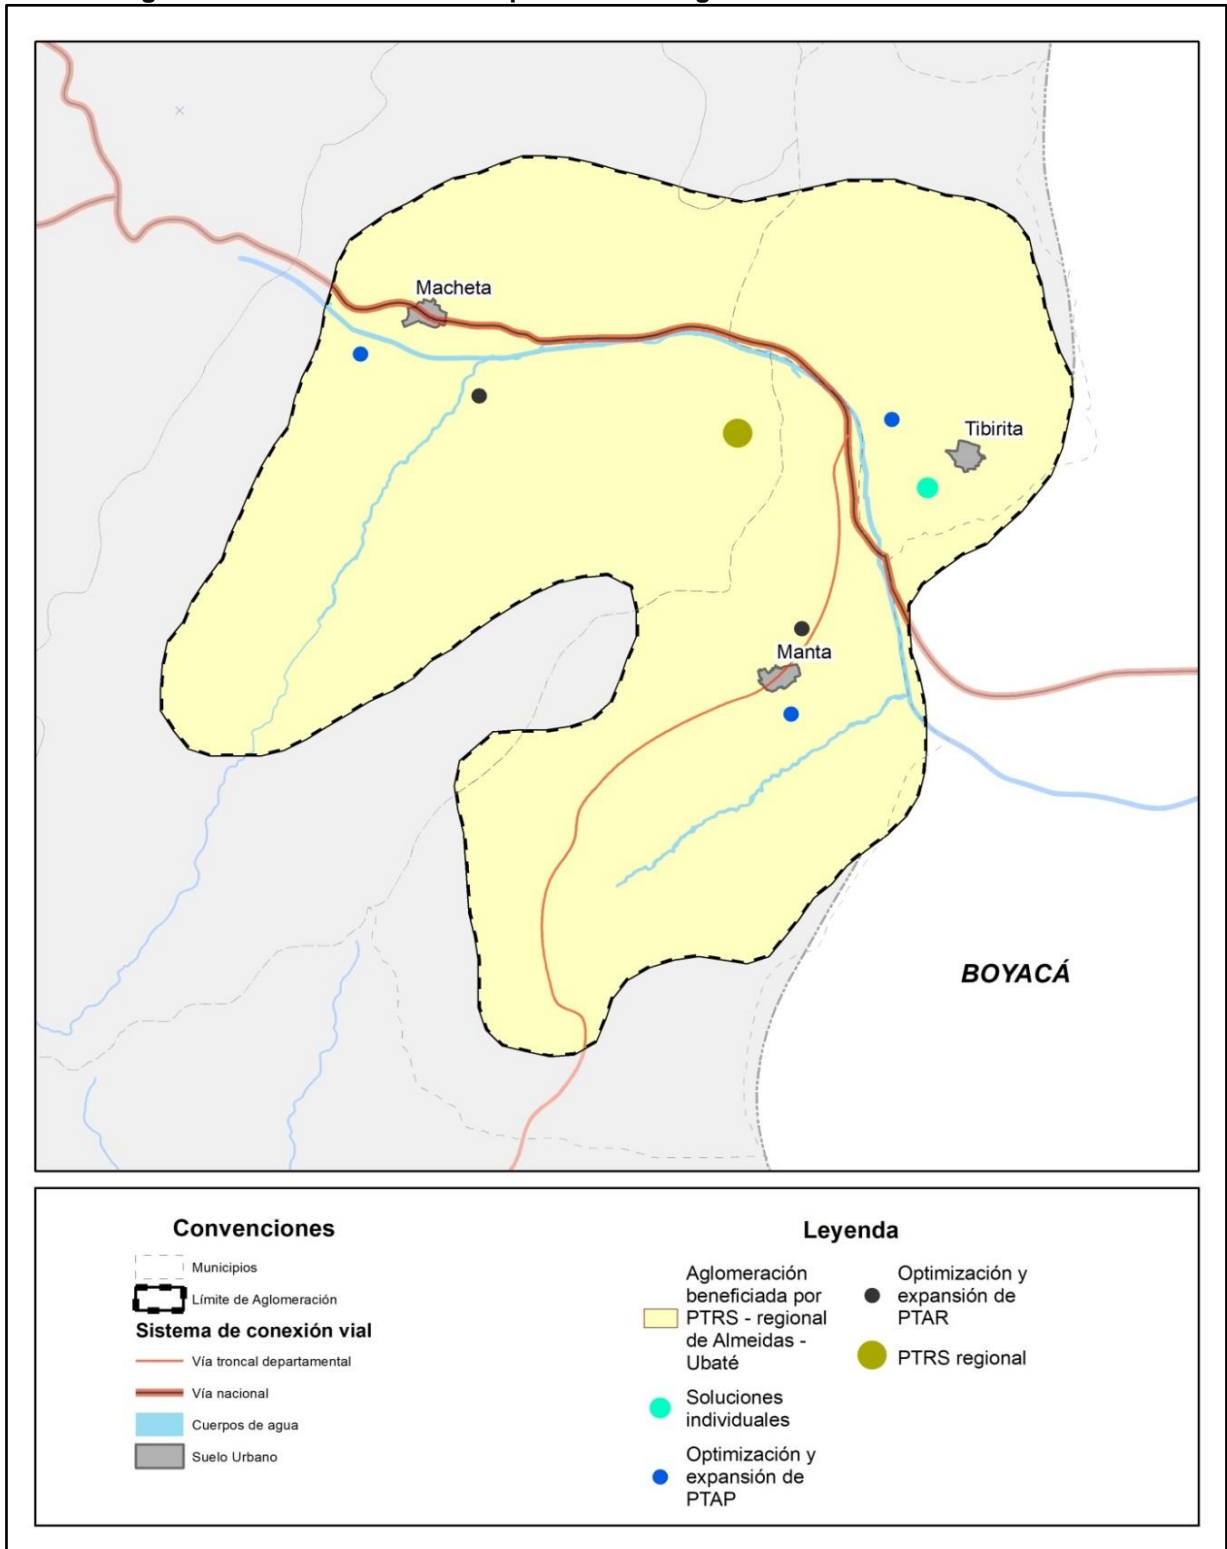 Macheta
Tibirita
Manta
BOYACÁ
Convenciones
Municipios
Límite de Aglomeración
Sistema de conexión vial
Vía troncal departamental
Vía nacional
Cuerpos de agua
Suelo Urbano
Leyenda
Aglomeración
beneficiada por
PTRS - regional
de Almeidas -
Ubaté
Soluciones
individuales
Optimización y
expansión de
PTAP
Optimización y
expansión de
PTAR
PTRS regional